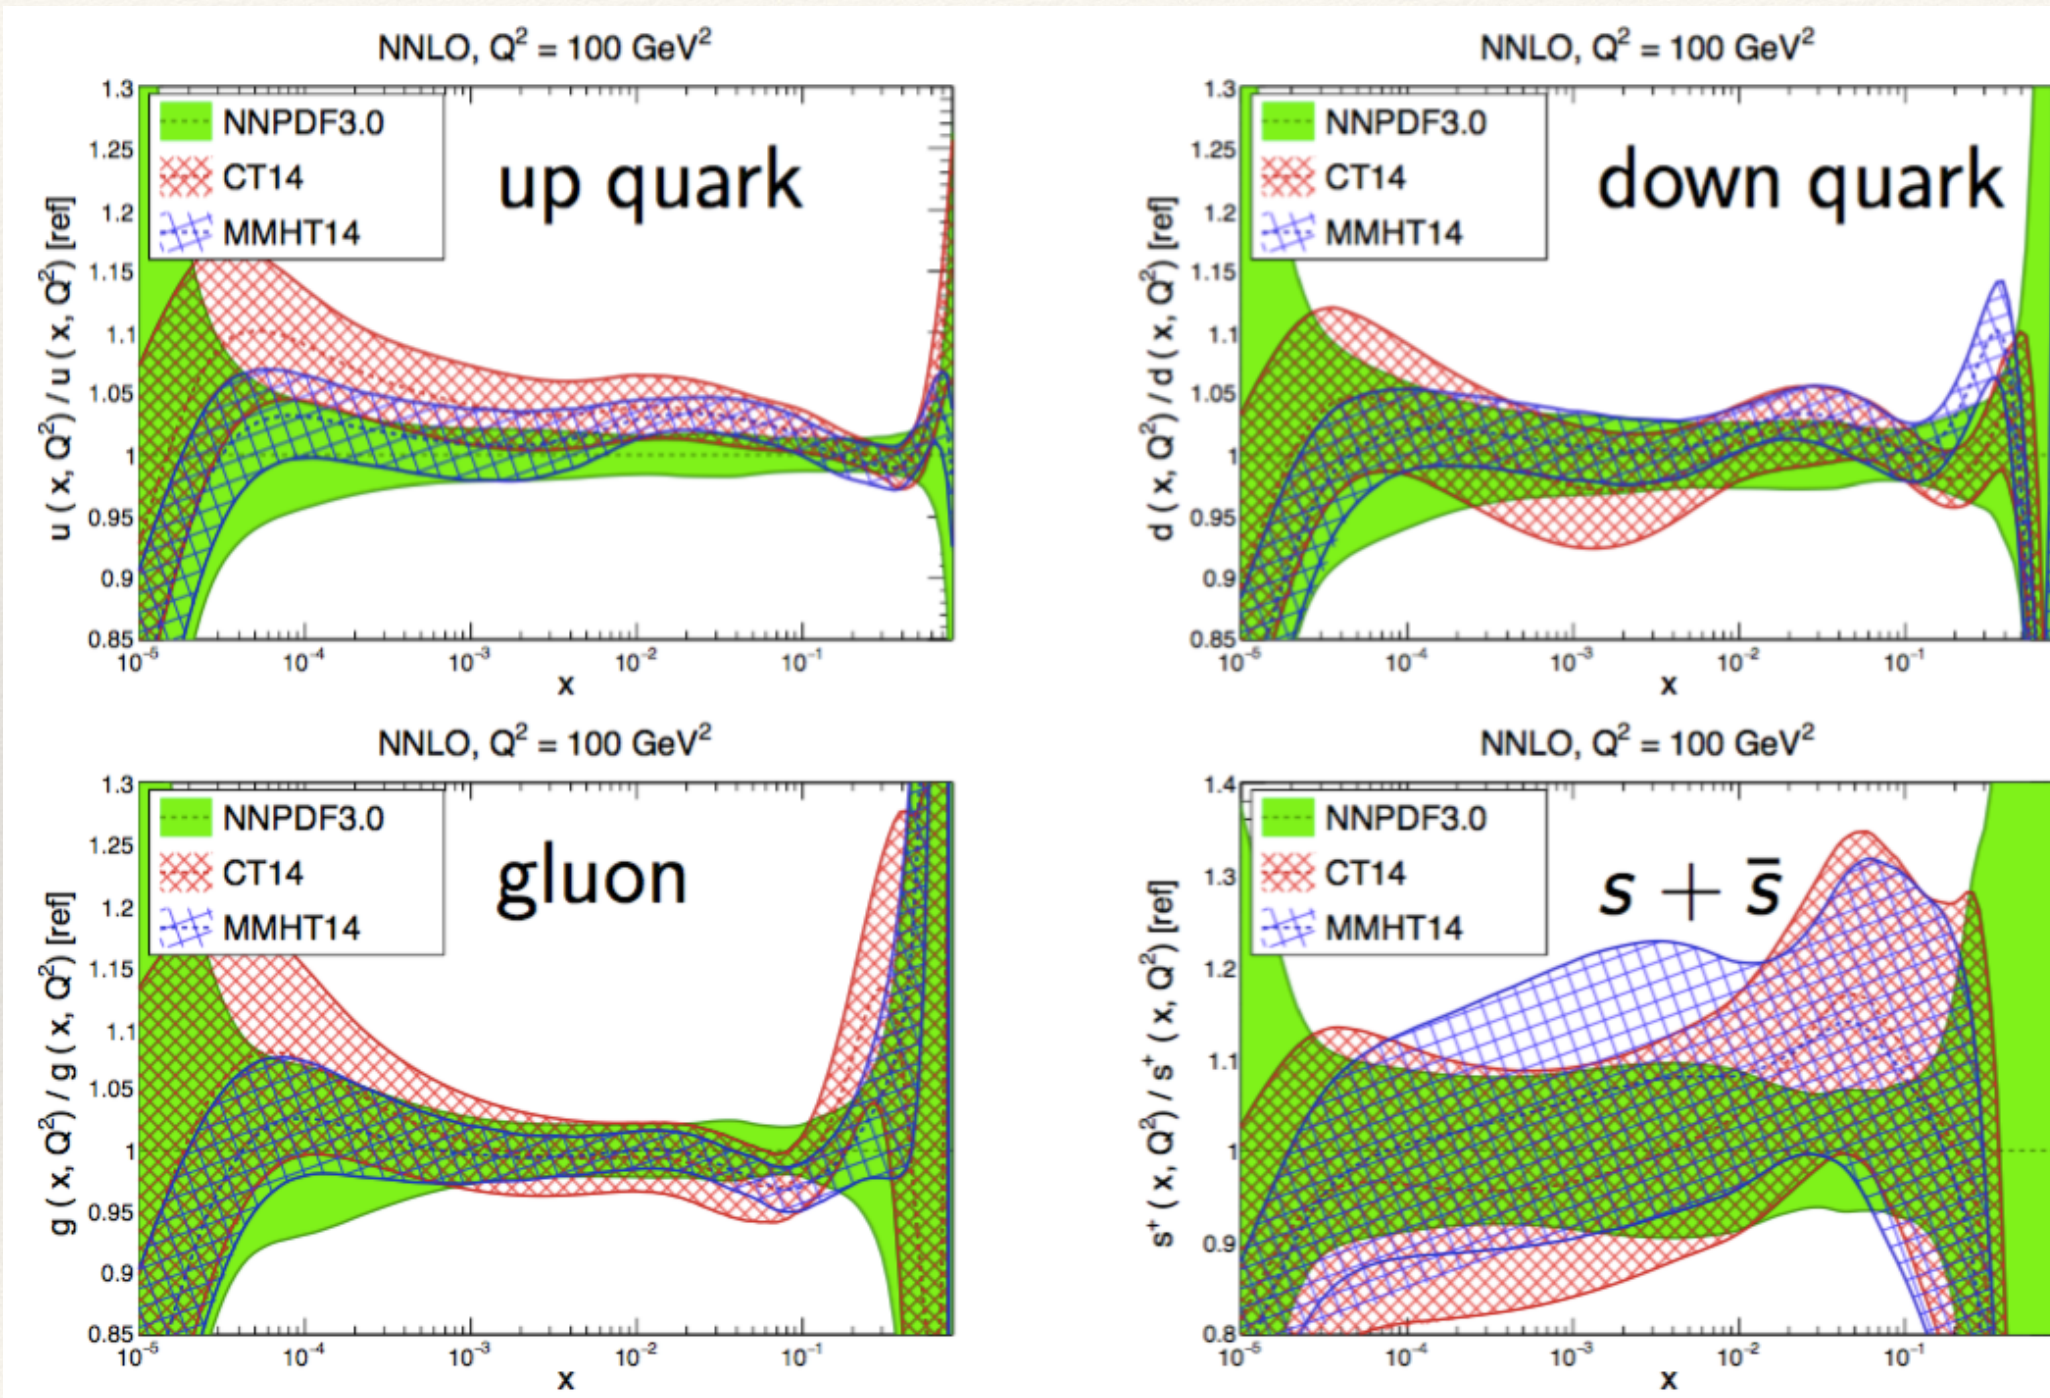 NNLO, Q² = 100 GeV²
u ( x, Q²) / u ( x, Q²) [ref]
1.3
1.25
1.2
1.15
1.1
1.05
1
0.95
0.9
0.85
NNPDF3.0
CT14
MMHT14
up quark
10⁻⁵ 10⁻⁴ 10⁻³ 10⁻² 10⁻¹
x
NNLO, Q² = 100 GeV²
d ( x, Q²) / d ( x, Q²) [ref]
1.3
1.25
1.2
1.15
1.1
1.05
1
0.95
0.9
0.85
NNPDF3.0
CT14
MMHT14
down quark
10⁻⁵ 10⁻⁴ 10⁻³ 10⁻² 10⁻¹
x
NNLO, Q² = 100 GeV²
g ( x, Q²) / g ( x, Q²) [ref]
1.3
1.25
1.2
1.15
1.1
1.05
1
0.95
0.9
0.85
NNPDF3.0
CT14
MMHT14
gluon
10⁻⁵ 10⁻⁴ 10⁻³ 10⁻² 10⁻¹
x
NNLO, Q² = 100 GeV²
s⁺ ( x, Q²) / s⁺ ( x, Q²) [ref]
1.4
1.3
1.2
1.1
1
0.9
0.8
NNPDF3.0
CT14
MMHT14
s + s̄
10⁻⁵ 10⁻⁴ 10⁻³ 10⁻² 10⁻¹
x